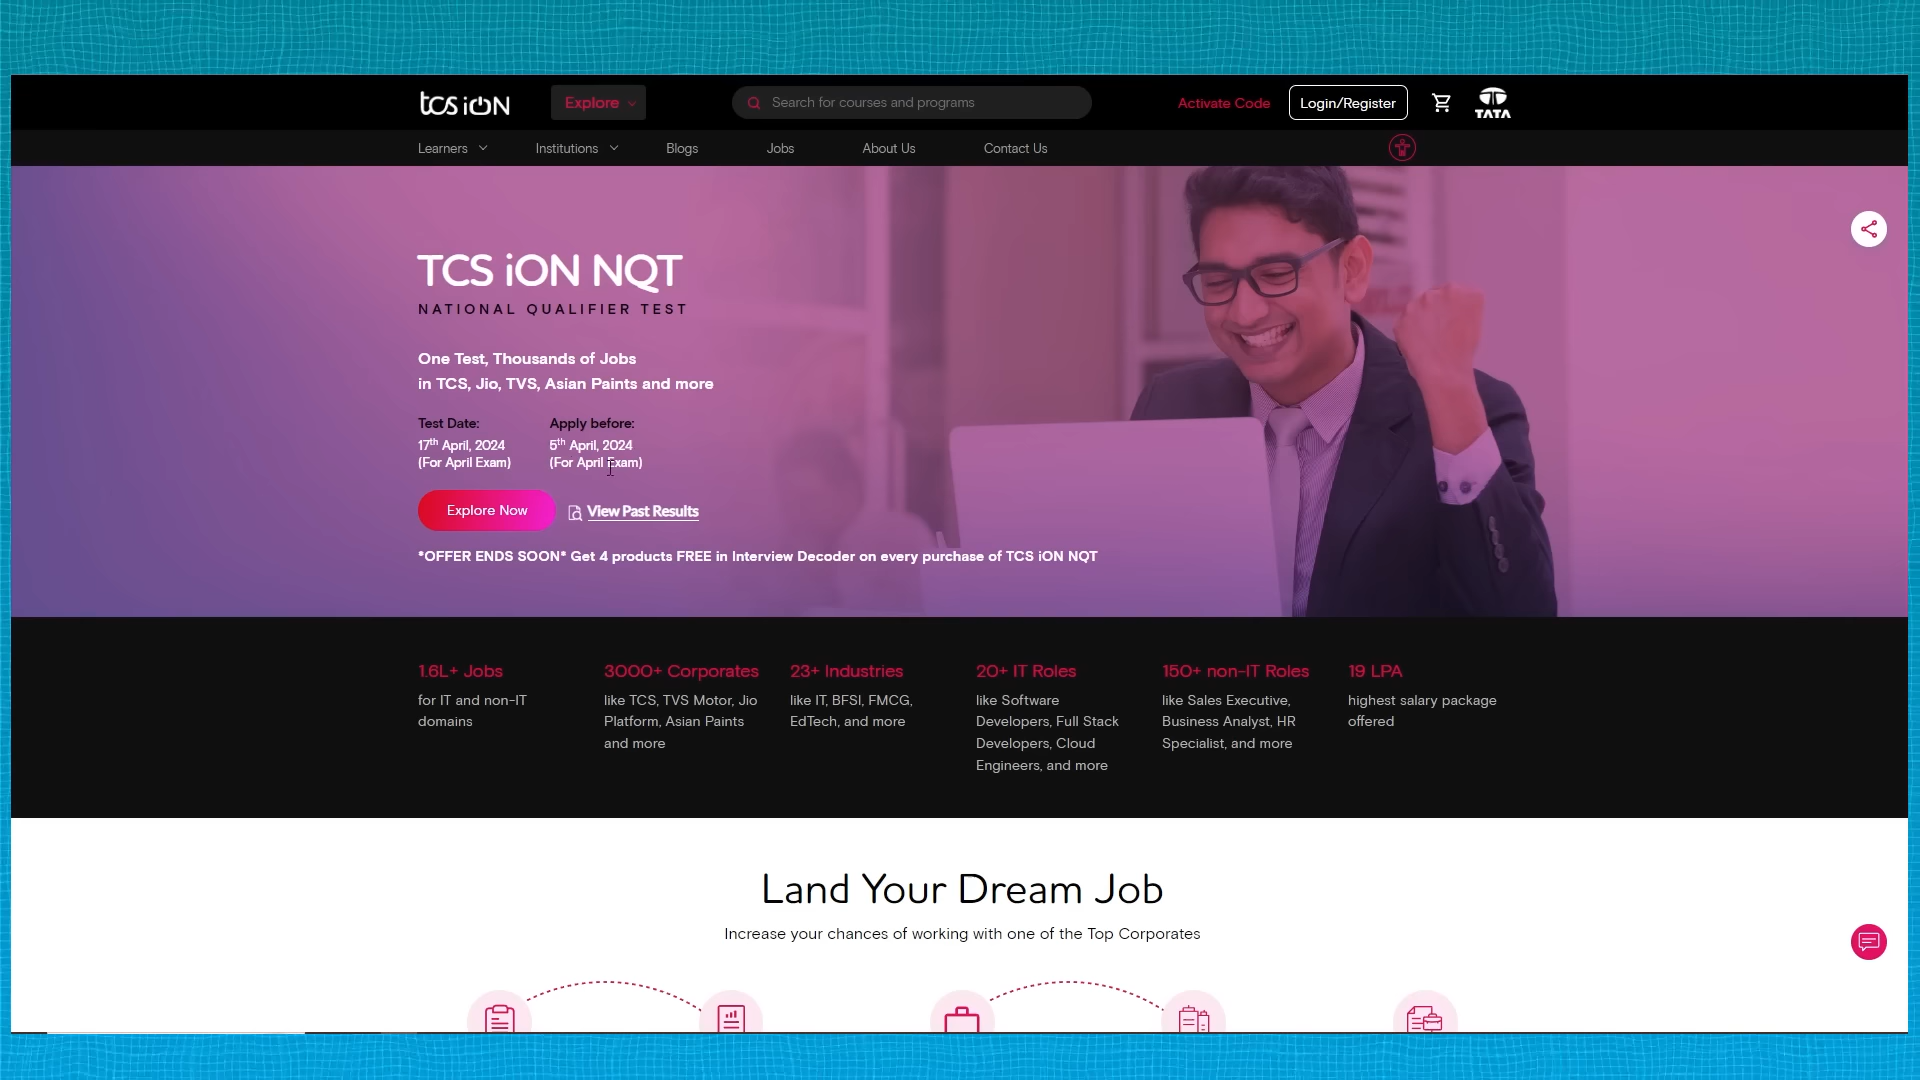 tcs iON
Explore
Search for courses and programs
Activate Code
Login/Register
TATA
Learners
Institutions
Blogs
Jobs
About Us
Contact Us
TCS iON NQT
NATIONAL QUALIFIER TEST
One Test, Thousands of Jobs
in TCS, Jio, TVS, Asian Paints and more
Test Date:
17th April, 2024
(For April Exam)
Apply before:
5th April, 2024
(For April Exam)
Explore Now
View Past Results
*OFFER ENDS SOON* Get 4 products FREE in Interview Decoder on every purchase of TCS iON NQT
1.6L+ Jobs
for IT and non-IT
domains
3000+ Corporates
like TCS, TVS Motor, Jio
Platform, Asian Paints
and more
23+ Industries
like IT, BFSI, FMCG,
EdTech, and more
20+ IT Roles
like Software
Developers, Full Stack
Developers, Cloud
Engineers, and more
150+ non-IT Roles
like Sales Executive,
Business Analyst, HR
Specialist, and more
19 LPA
highest salary package
offered
Land Your Dream Job
Increase your chances of working with one of the Top Corporates